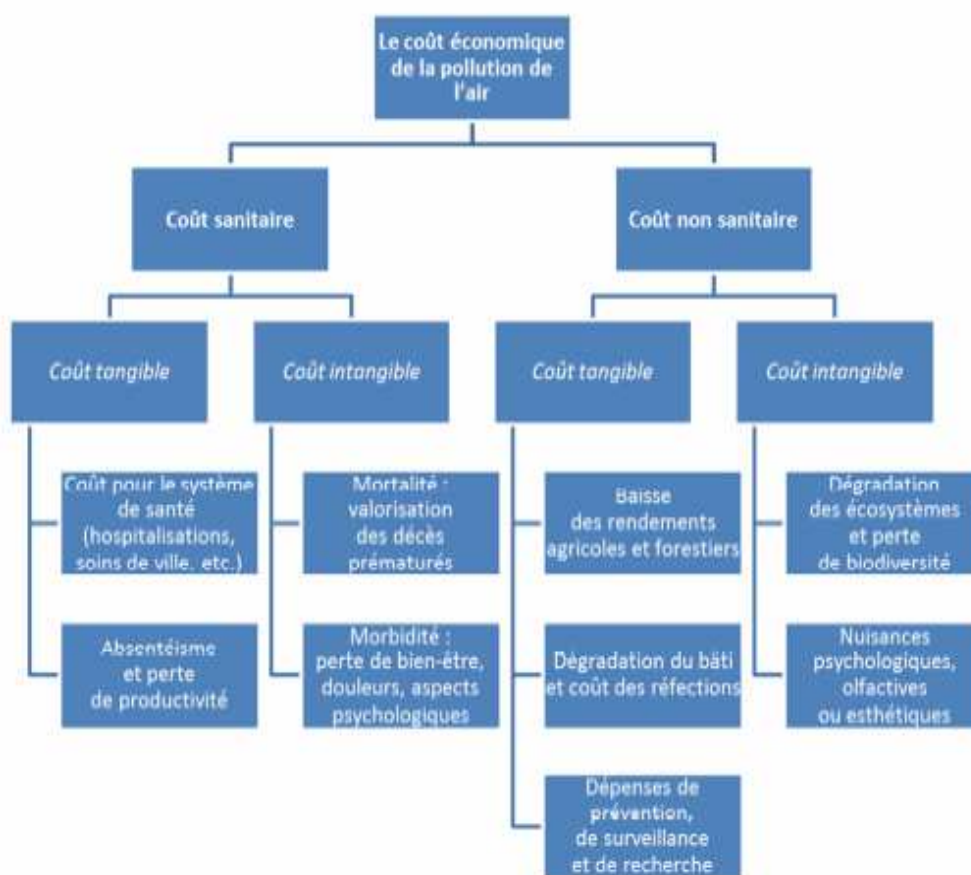 Le coût économique
de la pollution de
l'air
Coût sanitaire
Coût non sanitaire
Coût tangible
Coût intangible
Coût tangible
Coût intangible
Coût pour le système
de santé
(hospitalisations,
soins de ville, etc.)
Mortalité :
valorisation
des décès
prématurés
Baisse
des rendements
agricoles et forestiers
Dégradation
des écosystèmes
et perte
de biodiversité
Absentéisme
et perte
de productivité
Morbidité :
perte de bien-être,
douleurs, aspects
psychologiques
Dégradation du bâti
et coût des réfections
Nuisances
psychologiques,
olfactives
ou esthétiques
Dépenses de
prévention,
de surveillance
et de recherche